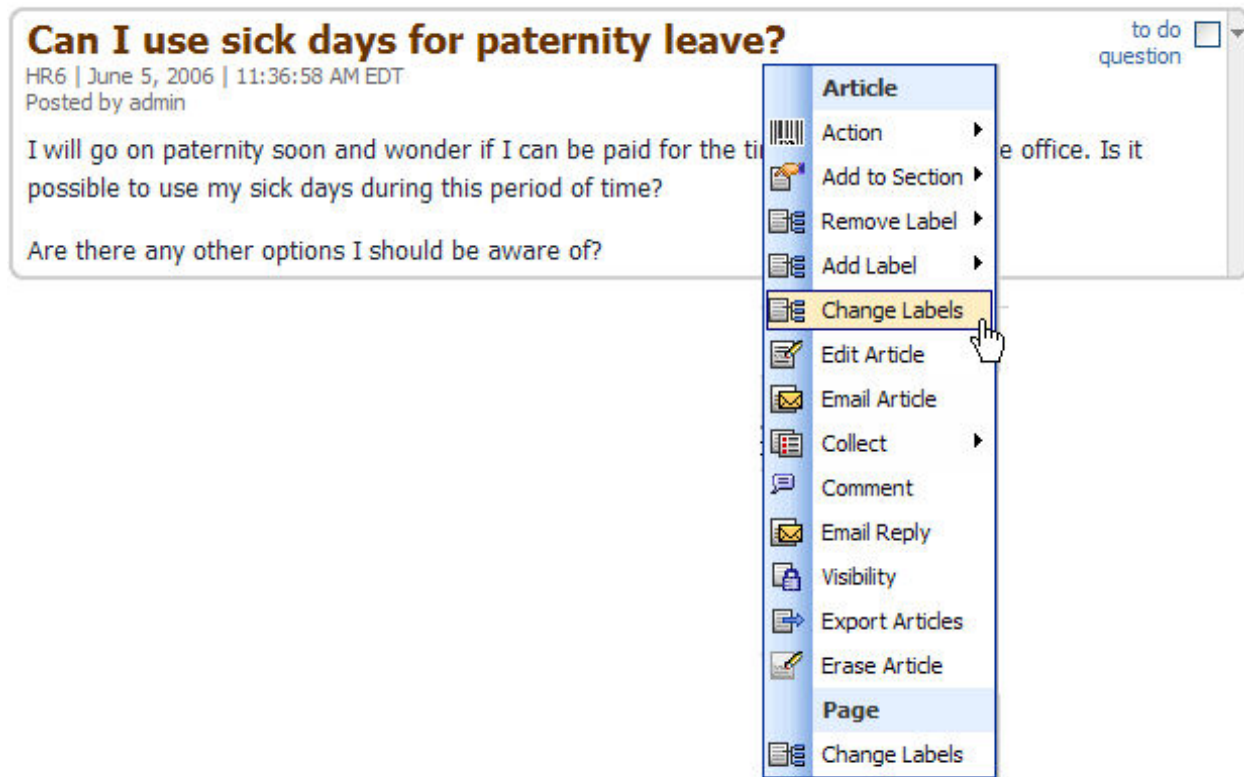 Can I use sick days for paternity leave?
to do
question
HR6 | June 5, 2006 | 11:36:58 AM EDT
Posted by admin
I will go on paternity soon and wonder if I can be paid for the e office. Is it
possible to use my sick days during this period of time?
Are there any other options I should be aware of?
Article
Action
Add to Section
Remove Label
Add Label
Change Labels
Edit Article
Email Article
Collect
Comment
Email Reply
Visibility
Export Articles
Erase Article
Page
Change Labels